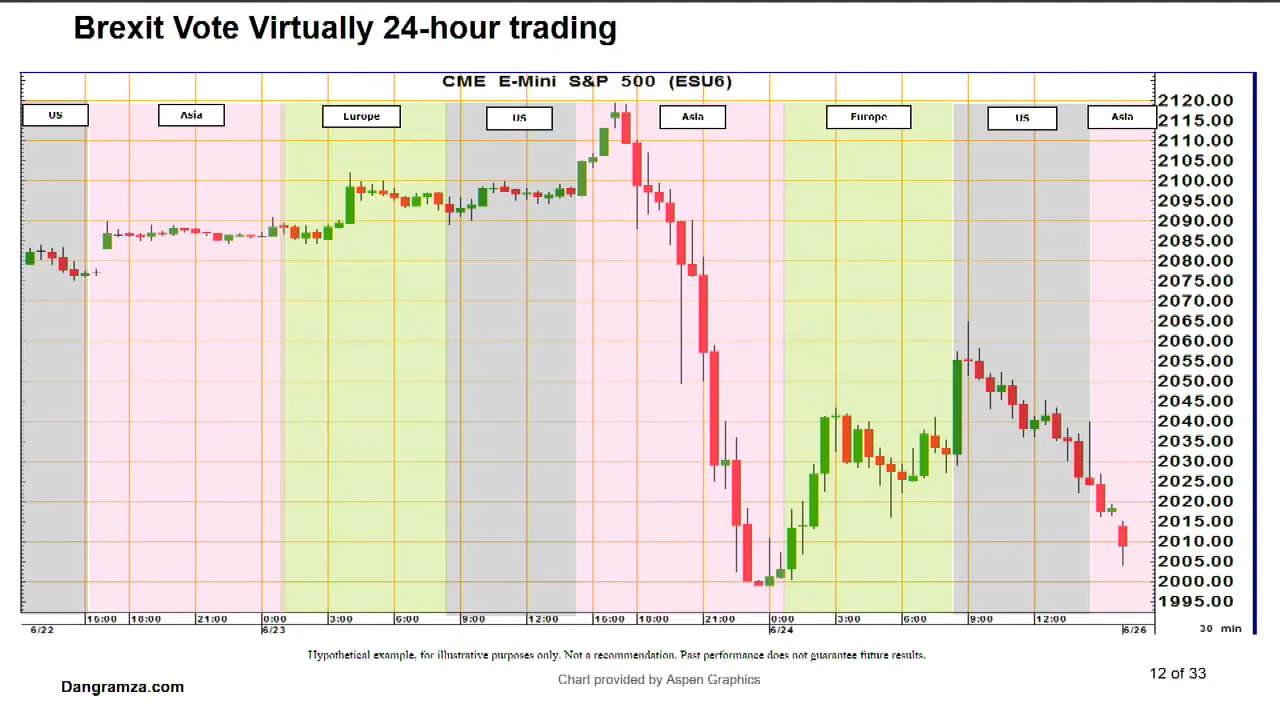 Brexit Vote Virtually 24-hour trading
CME E-Mini S&P 500 (ESU6)
US Asia Europe US Asia Europe US Asia
2120.00
2115.00
2110.00
2105.00
2100.00
2095.00
2090.00
2085.00
2080.00
2075.00
2070.00
2065.00
2060.00
2055.00
2050.00
2045.00
2040.00
2035.00
2030.00
2025.00
2020.00
2015.00
2010.00
2005.00
2000.00
1995.00
16:00 18:00 21:00 0:00 3:00 6:00 9:00 12:00 16:00 18:00 21:00 0:00 3:00 6:00 9:00 12:00
6/22 6/23 6/24 6/26 30 min
Hypothetical example, for illustrative purposes only. Not a recommendation. Past performance does not guarantee future results.
Chart provided by Aspen Graphics
12 of 33
Dangramza.com